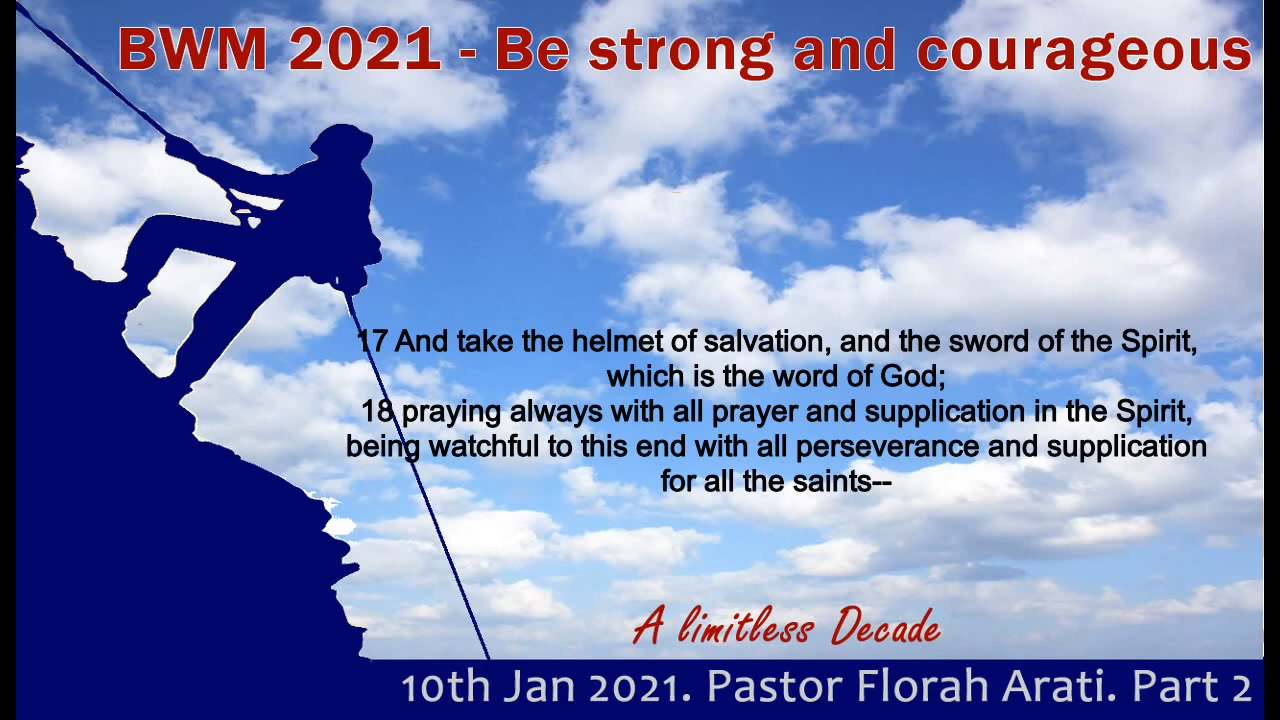 BWM 2021 - Be strong and courageous
17 And take the helmet of salvation, and the sword of the Spirit,
which is the word of God;
18 praying always with all prayer and supplication in the Spirit,
being watchful to this end with all perseverance and supplication
for all the saints--
A limitless Decade
10th Jan 2021. Pastor Florah Arati. Part 2